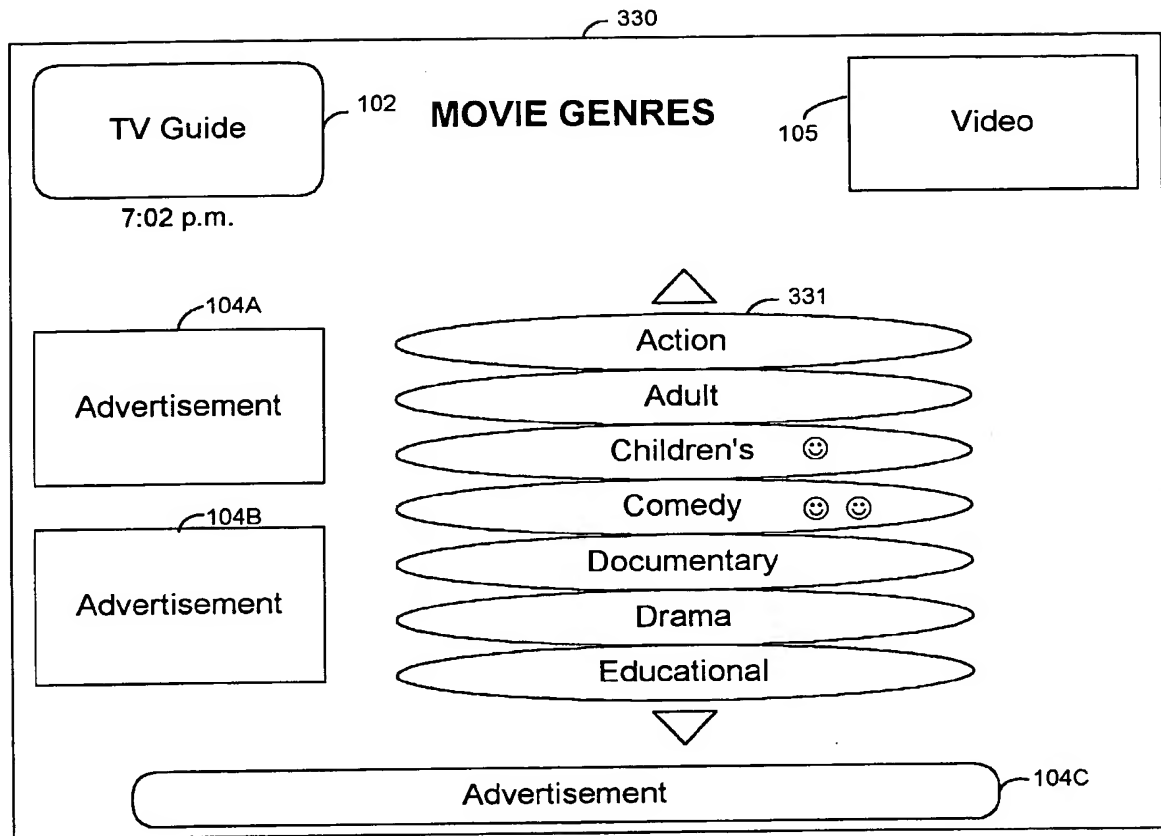 330
TV Guide
102
MOVIE GENRES
105
Video
7:02 p.m.
104A
Advertisement
104B
Advertisement
331
Action
Adult
Children's
Comedy
Documentary
Drama
Educational
Advertisement
104C